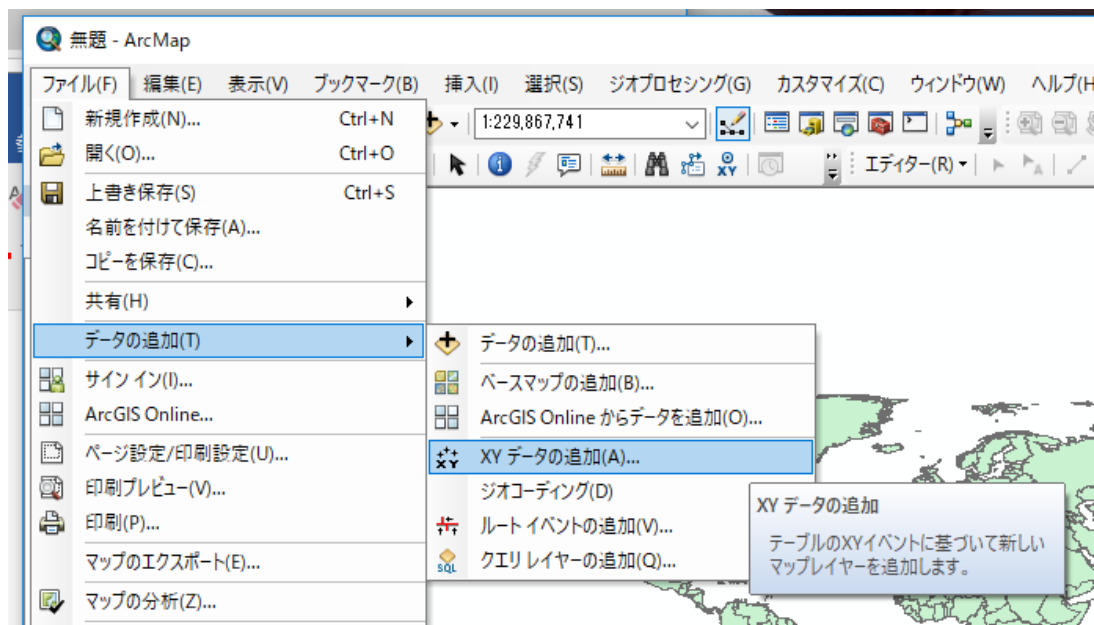 無題 - ArcMap
ファイル(F) 編集(E) 表示(V) ブックマーク(B) 挿入(I) 選択(S) ジオプロセシング(G) カスタマイズ(C) ウィンドウ(W) ヘルプ(H
新規作成(N)... Ctrl+N
1:229,867,741
開く(O)... Ctrl+O
エディター(R)
上書き保存(S) Ctrl+S
名前を付けて保存(A)...
コピーを保存(C)...
共有(H)
データの追加(T)
データの追加(T)...
サイン イン(I)...
ベースマップの追加(B)...
ArcGIS Online...
ArcGIS Online からデータを追加(O)...
ページ設定/印刷設定(U)...
XY データの追加(A)...
印刷プレビュー(V)...
ジオコーディング(D)
印刷(P)...
ルート イベントの追加(V)...
マップのエクスポート(E)...
クエリ レイヤーの追加(Q)...
マップの分析(Z)...
XY データの追加
テーブルのXYイベントに基づいて新しい
マップレイヤーを追加します。